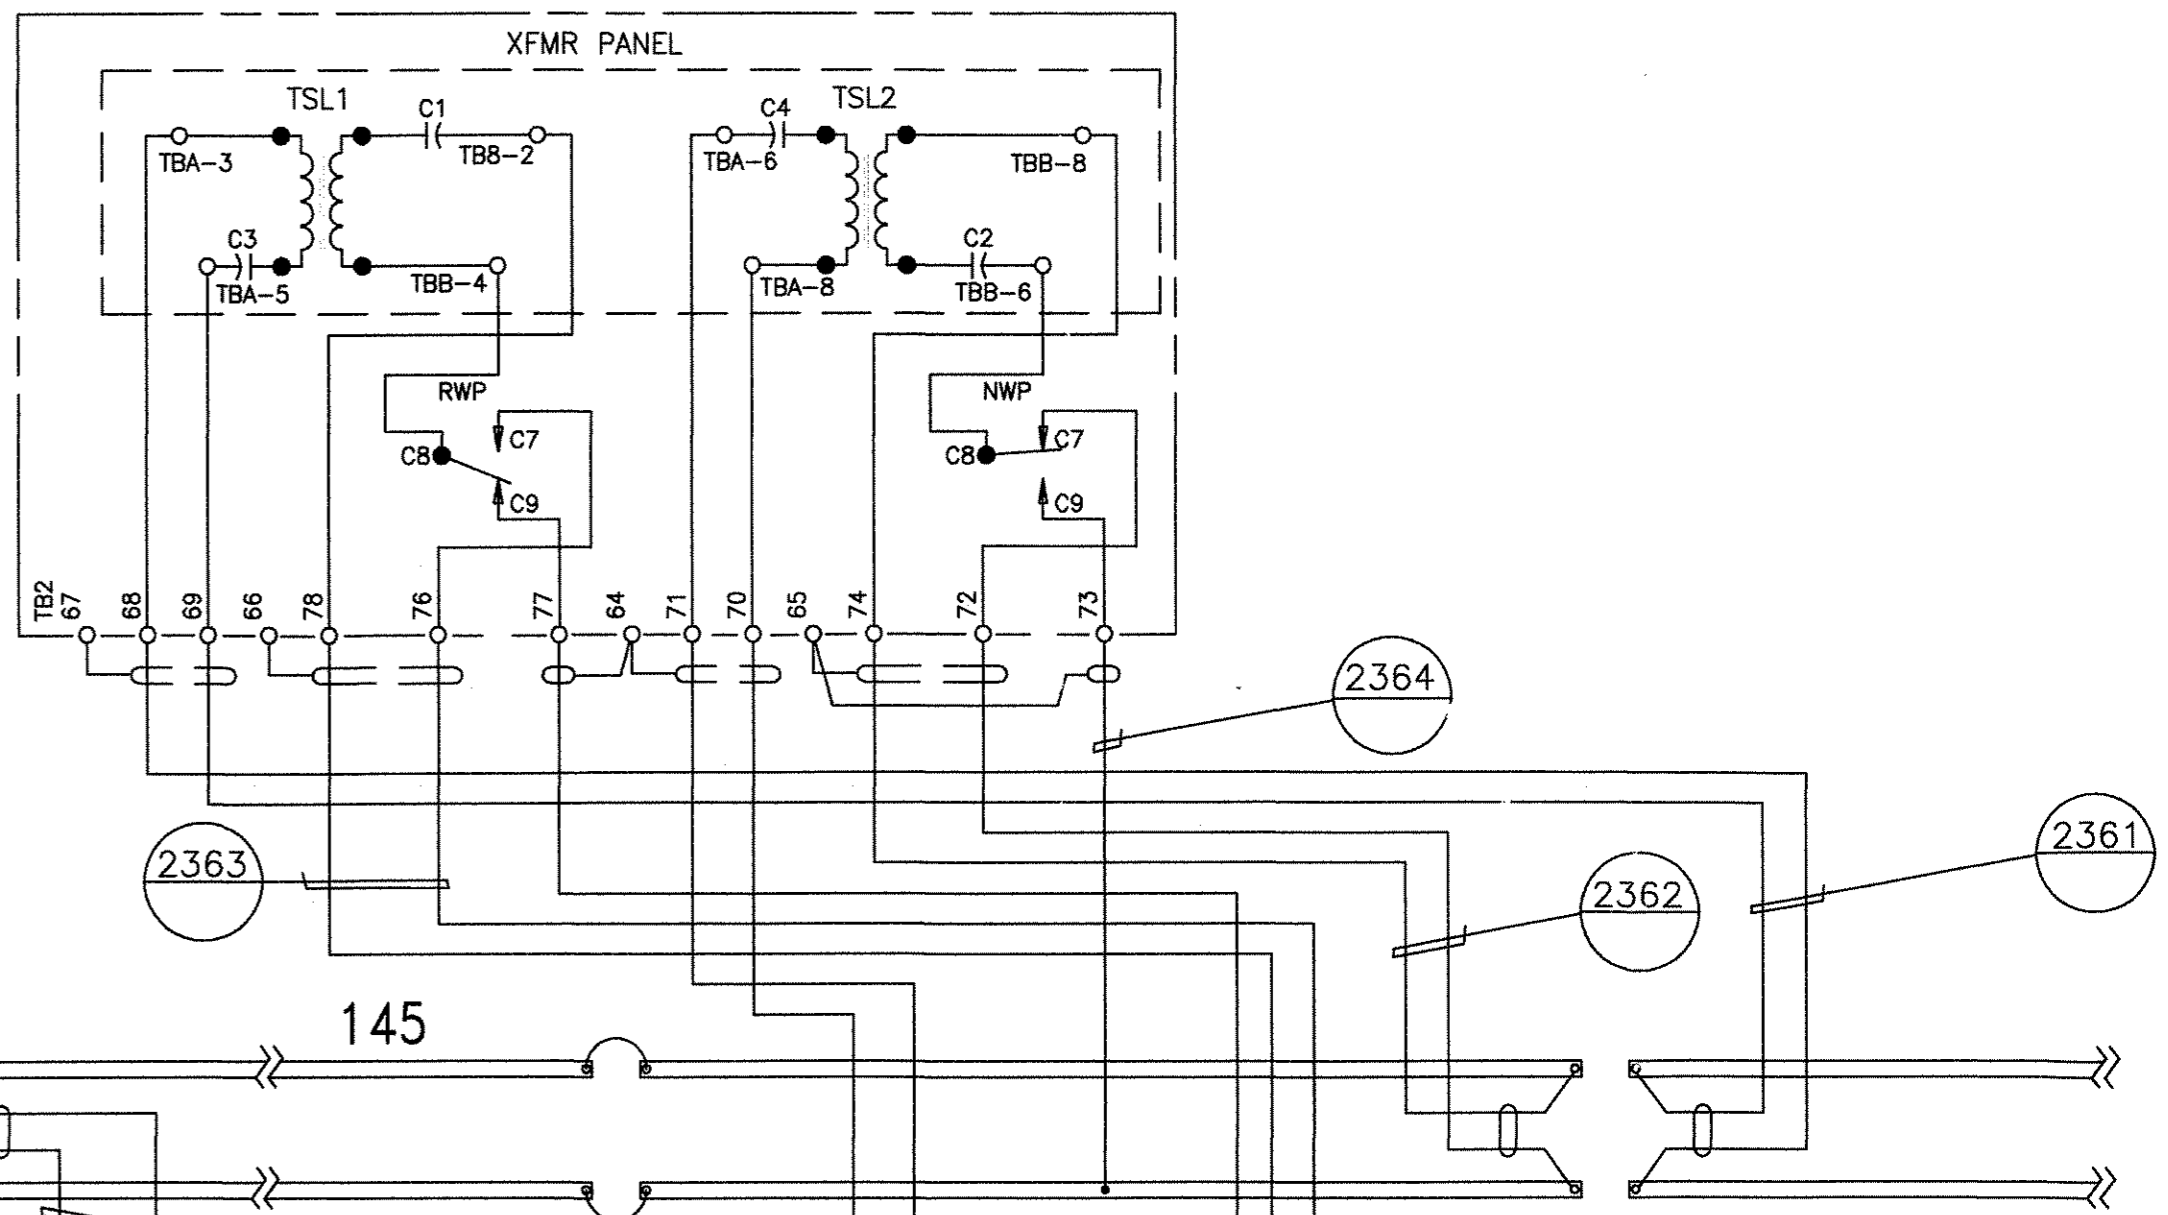 XFMR PANEL
TSL1
C1
C4
TSL2
TBA-3
TB8-2
TBA-6
TBB-8
C3
C2
TBA-5
TBB-4
TBA-8
TBB-6
RWP
NWP
C7
C7
C8
C8
C9
C9
TB2
67
68
69
66
78
76
77
64
71
70
65
74
72
73
2364
2361
2363
2362
145